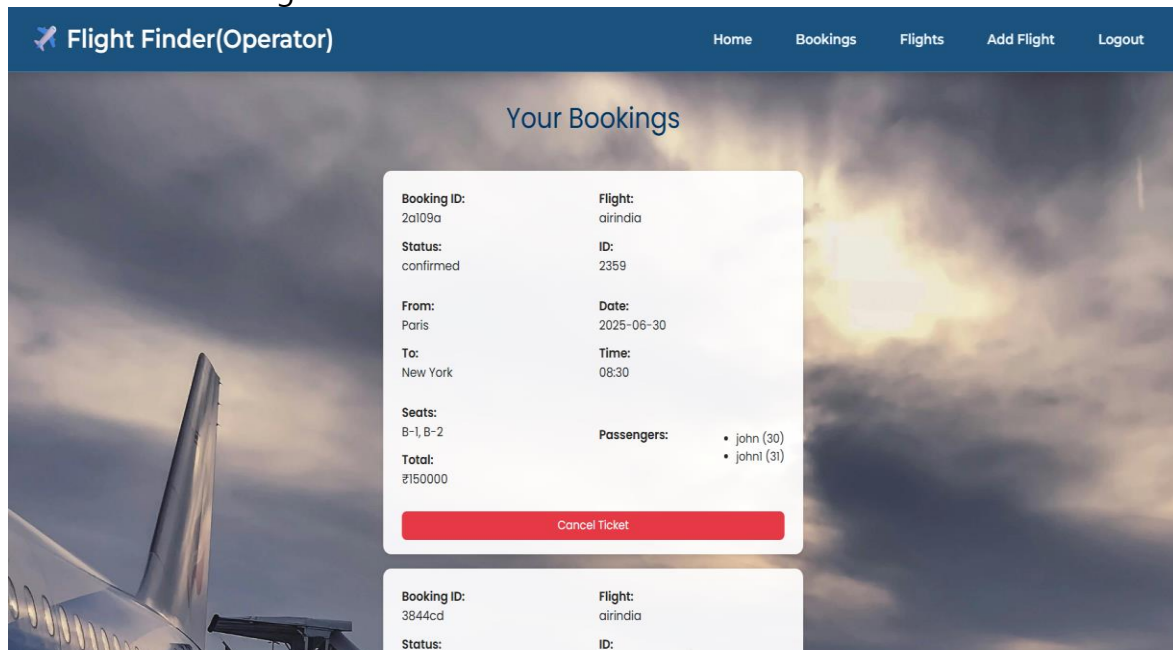 Flight Finder(Operator)
Home Bookings Flights Add Flight Logout
Your Bookings
Booking ID: Flight:
2a109a airindia
Status: ID:
confirmed 2359
From: Date:
Paris 2025-06-30
To: Time:
New York 08:30
Seats:
B-1, B-2
Passengers:
• john (30)
• john1 (31)
Total:
₹150000
Cancel Ticket
Booking ID: Flight:
3844cd airindia
Status: ID: